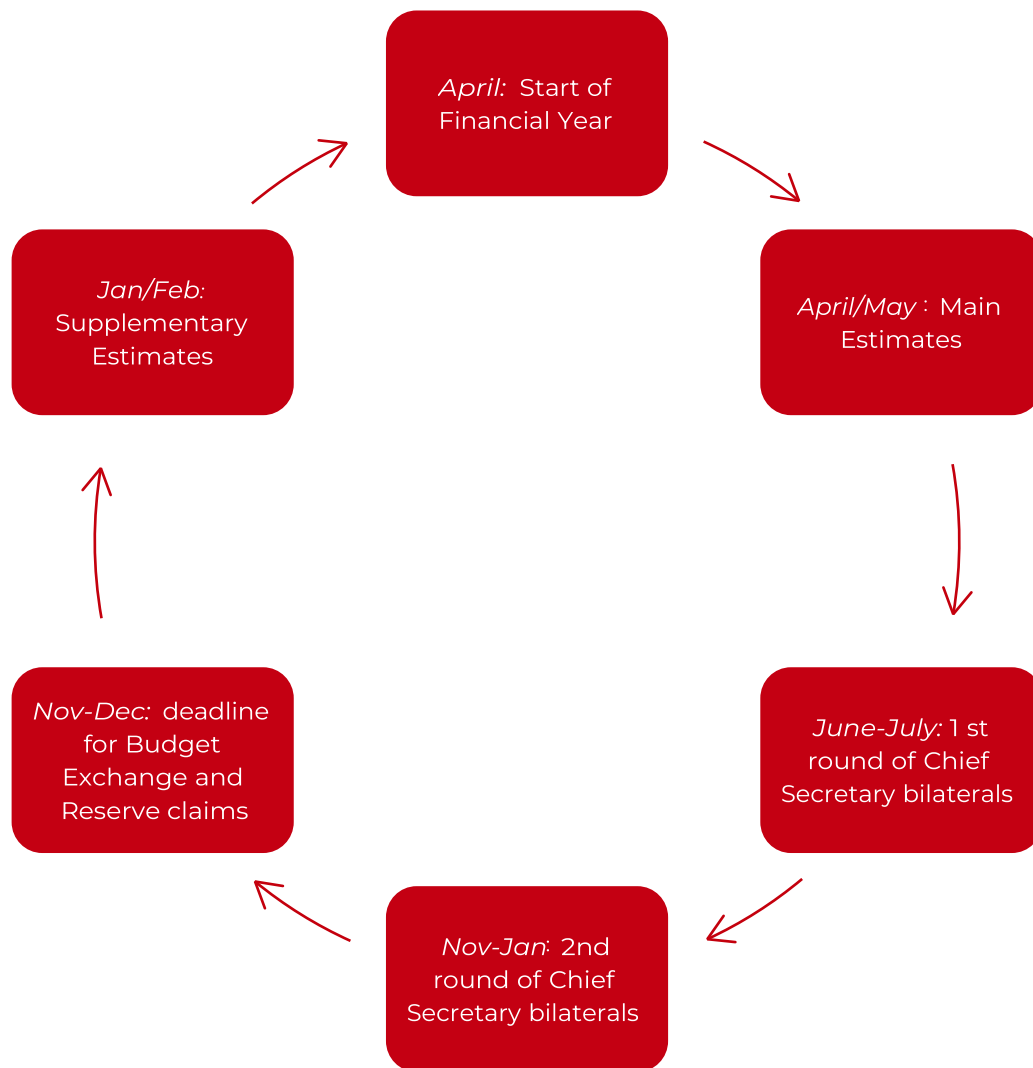 April: Start of
Financial Year
April/May : Main
Estimates
June-July: 1 st
round of Chief
Secretary bilaterals
Nov-Jan: 2nd
round of Chief
Secretary bilaterals
Nov-Dec: deadline
for Budget
Exchange and
Reserve claims
Jan/Feb:
Supplementary
Estimates